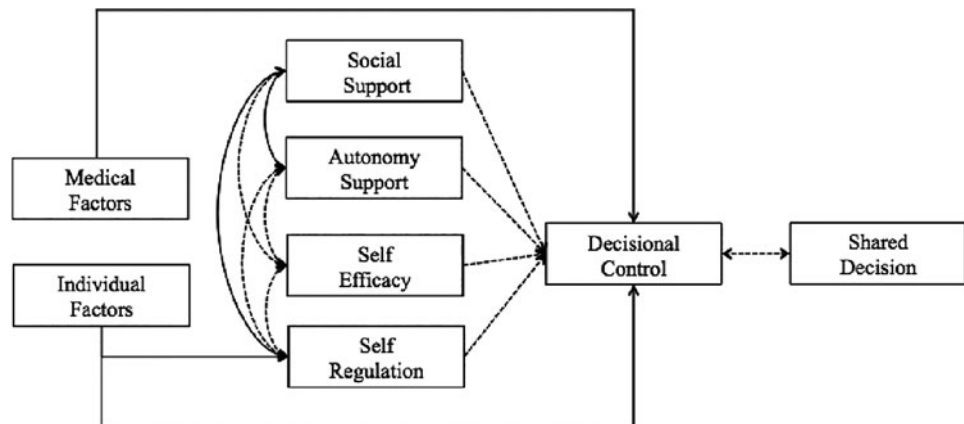 Social
Support
Medical
Factors
Autonomy
Support
Individual
Factors
Self
Efficacy
Self
Regulation
Decisional
Control
Shared
Decision